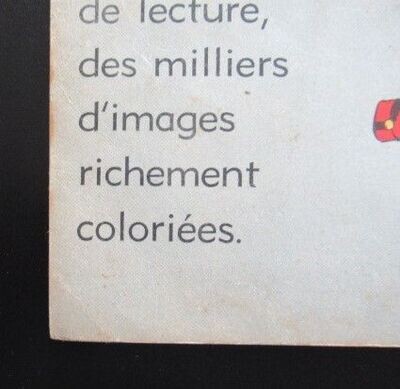 de lecture,
des milliers
d'images
richement
coloriées.